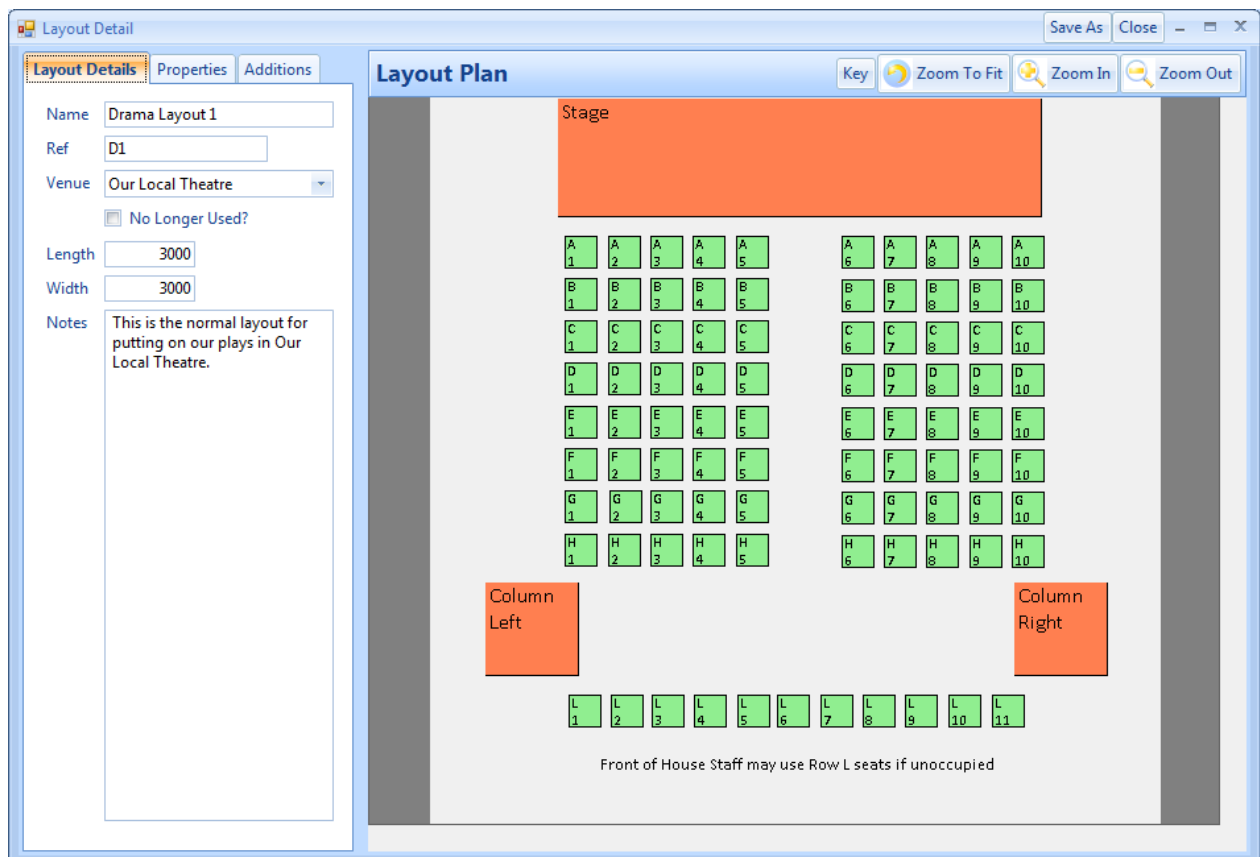 Layout Detail Save As Close
Layout Details Properties Additions
Name Drama Layout 1
Ref D1
Venue Our Local Theatre
No Longer Used?
Length 3000
Width 3000
Notes This is the normal layout for
putting on our plays in Our
Local Theatre.
Layout Plan Key Zoom To Fit Zoom In Zoom Out
Stage
A A A A A A A A A A
1 2 3 4 5 6 7 8 9 10
B B B B B B B B B B
1 2 3 4 5 6 7 8 9 10
C C C C C C C C C C
1 2 3 4 5 6 7 8 9 10
D D D D D D D D D D
1 2 3 4 5 6 7 8 9 10
E E E E E E E E E E
1 2 3 4 5 6 7 8 9 10
F F F F F F F F F F
1 2 3 4 5 6 7 8 9 10
G G G G G G G G G G
1 2 3 4 5 6 7 8 9 10
H H H H H H H H H H
1 2 3 4 5 6 7 8 9 10
Column
Left
Column
Right
L L L L L L L L L L L
1 2 3 4 5 6 7 8 9 10 11
Front of House Staff may use Row L seats if unoccupied